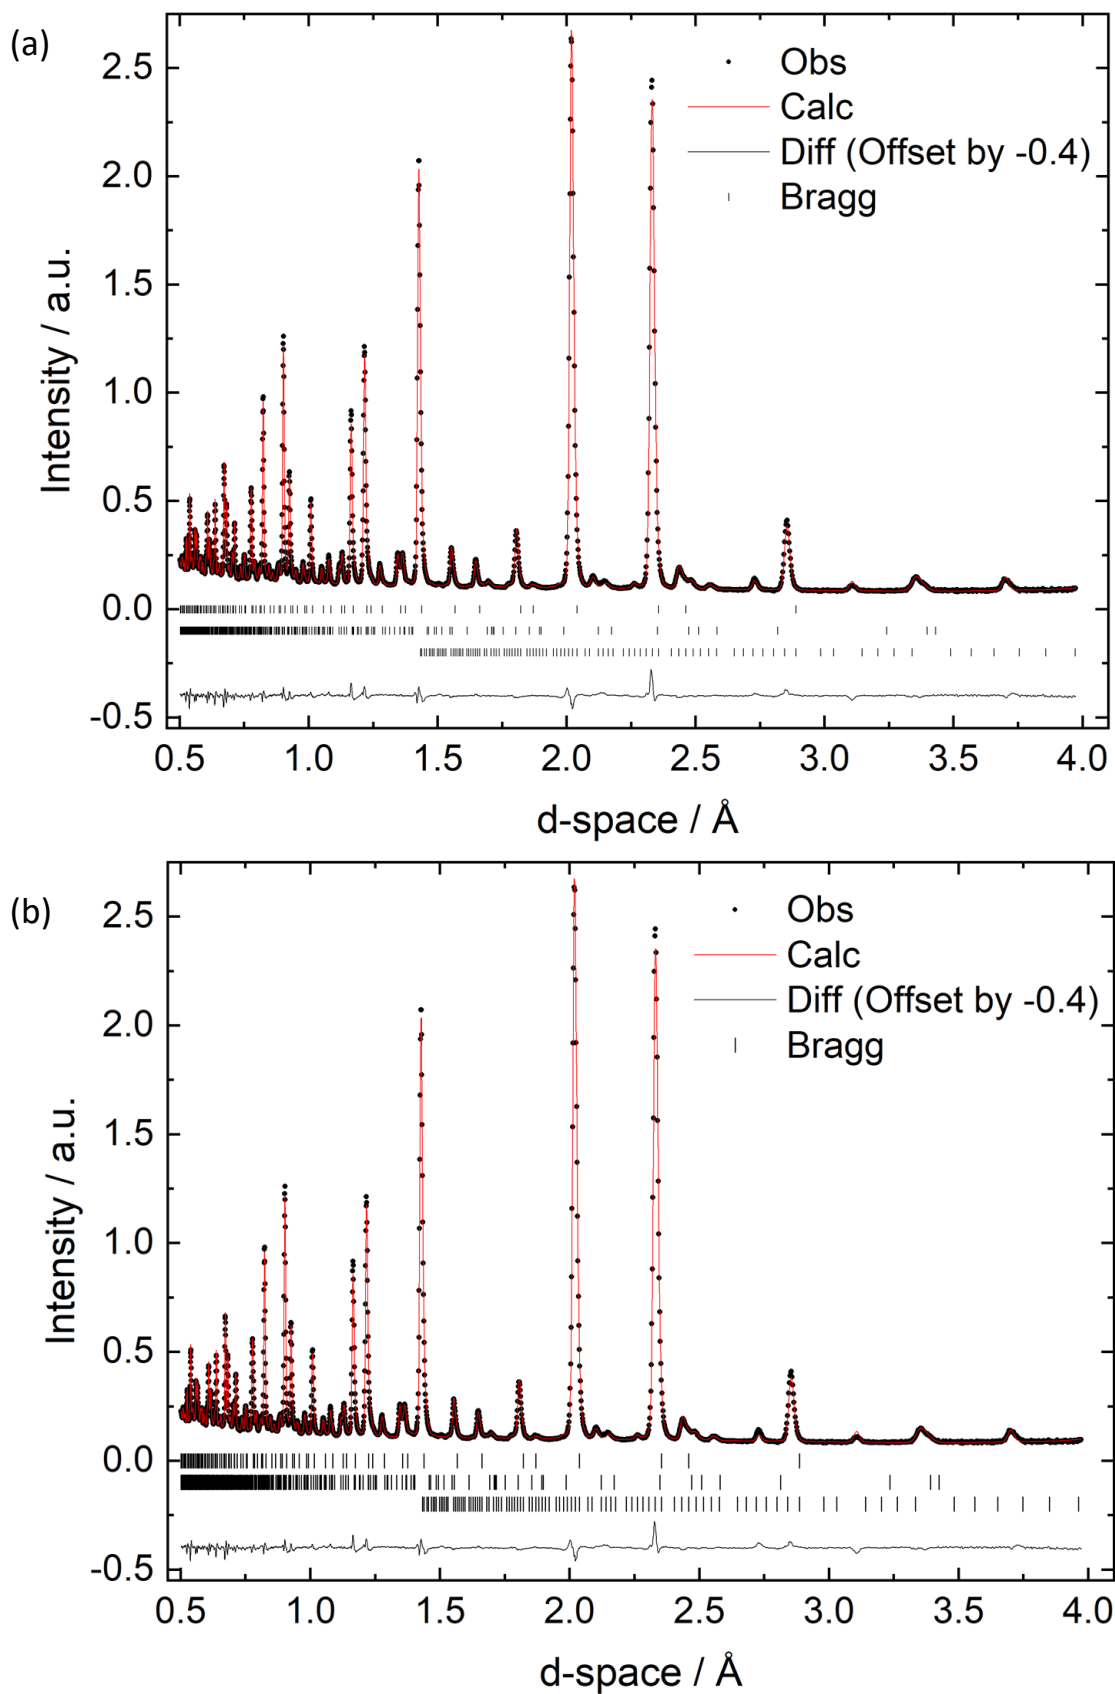 (a)
Obs
Calc
Diff (Offset by -0.4)
Bragg
2.5
2.0
1.5
1.0
0.5
0.0
-0.5
Intensity / a.u.
0.5 1.0 1.5 2.0 2.5 3.0 3.5 4.0
d-space / Å
(b)
Obs
Calc
Diff (Offset by -0.4)
Bragg
2.5
2.0
1.5
1.0
0.5
0.0
-0.5
Intensity / a.u.
0.5 1.0 1.5 2.0 2.5 3.0 3.5 4.0
d-space / Å